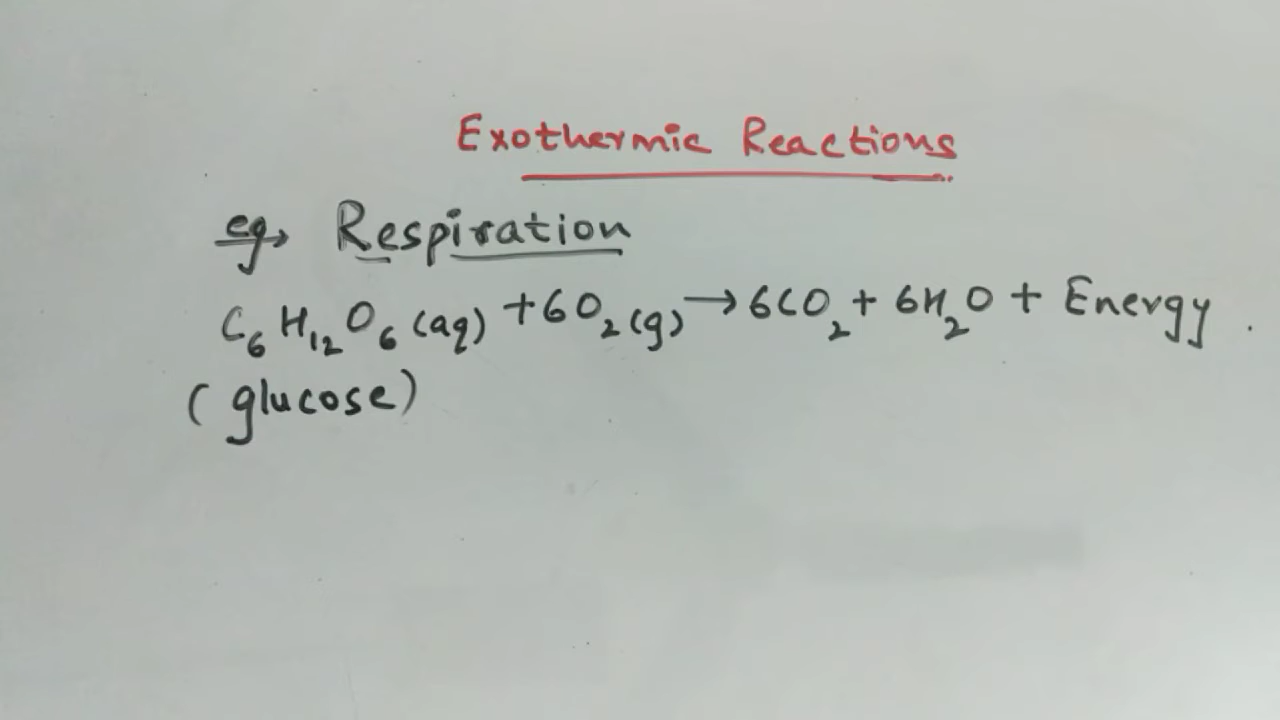 Exothermic Reactions
eg, Respiration
C₆H₁₂O₆(aq) + 6O₂(g) → 6CO₂ + 6H₂O + Energy.
(glucose)